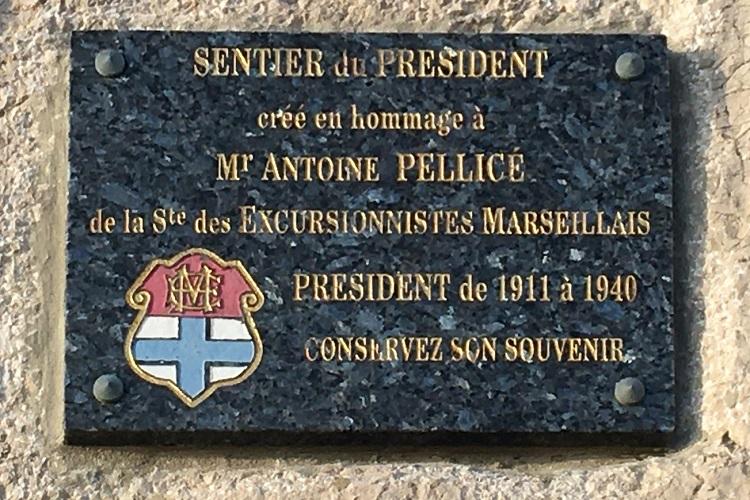 SENTIER du PRESIDENT
créé en hommage à
Mr ANTOINE PELLICÉ
de la Ste des EXCURSIONNISTES MARSEILLAIS
PRESIDENT de 1911 à 1940
CONSERVEZ SON SOUVENIR